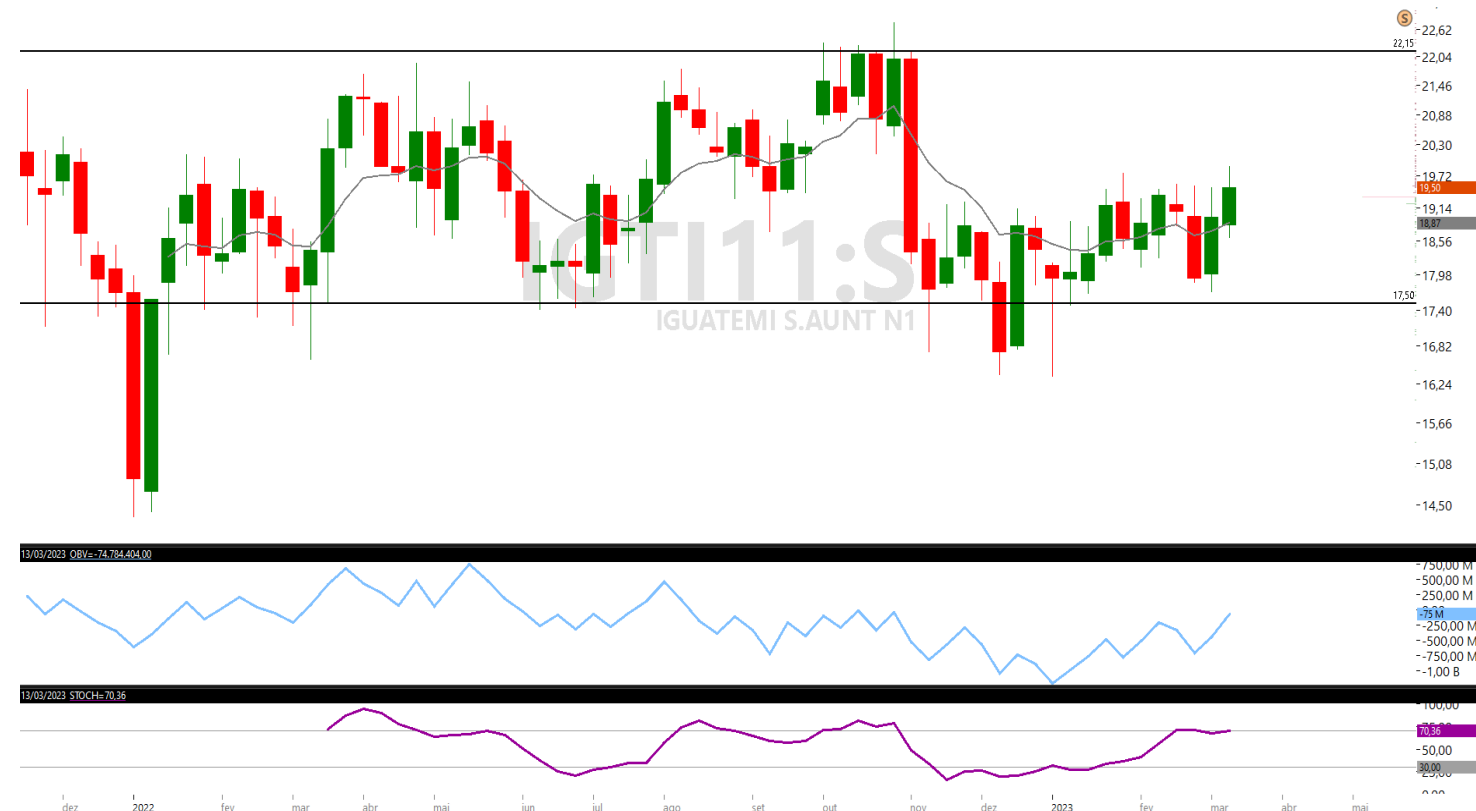 S
22,62
22,15
22,04
21,46
20,88
20,30
19,72
19,50
19,14
18,87
18,56
IGTI11:S
17,98
17,50
17,40
IGUATEMI S.AUNT N1
16,82
16,24
15,66
15,08
14,50
13/03/2023 OBV=-74.784.404,00
750,00 M
500,00 M
250,00 M
-75 M
-250,00 M
-500,00 M
-750,00 M
-1,00 B
13/03/2023 STOCH=70,36
100,00
70,36
50,00
30,00
25,00
0,00
dez 2022 fev mar abr mai jun jul ago set out nov dez 2023 fev mar abr mai